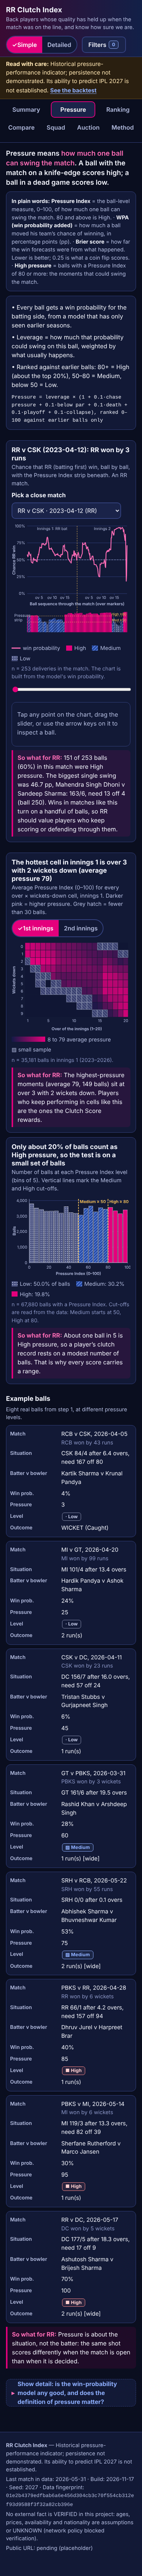 RR Clutch Index
Back players whose quality has held up when the match was on the line, and know how sure we are.
✓Simple
Detailed
Filters 0
Read with care: Historical pressure-performance indicator; persistence not demonstrated. Its ability to predict IPL 2027 is not established. See the backtest
Summary
Pressure
Ranking
Compare
Squad
Auction
Method
Pressure means how much one ball can swing the match. A ball with the match on a knife-edge scores high; a ball in a dead game scores low.
In plain words: Pressure Index = the ball-level measure, 0–100, of how much one ball can swing the match. 80 and above is High. · WPA (win probability added) = how much a ball moved the team's chance of winning, in percentage points (pp). · Brier score = how far the win forecasts were from what happened. Lower is better; 0.25 is what a coin flip scores. · High pressure = balls with a Pressure Index of 80 or more: the moments that could swing the match.
• Every ball gets a win probability for the batting side, from a model that has only seen earlier seasons.
• Leverage = how much that probability could swing on this ball, weighted by what usually happens.
• Ranked against earlier balls: 80+ = High (about the top 20%), 50–80 = Medium, below 50 = Low.
RR v CSK (2023-04-12): RR won by 3 runs
Chance that RR (batting first) win, ball by ball, with the Pressure Index strip beneath. An RR match.
Pick a close match
RR v CSK · 2023-04-12 (RR)
100%
75%
50%
25%
0%
Chance RR win
Innings 1: RR bat
Innings 2
Ball sequence through the match (over markers)
Pressure strip
win probability
High
Medium
Low
n = 253 deliveries in the match. The chart is built from the model's win probability.
Tap any point on the chart, drag the slider, or use the arrow keys on it to inspect a ball.
So what for RR: 151 of 253 balls (60%) in this match were High pressure. The biggest single swing was 46.7 pp, Mahendra Singh Dhoni v Sandeep Sharma: 163/6, need 13 off 4 (ball 250). Wins in matches like this turn on a handful of balls, so RR should value players who keep scoring or defending through them.
The hottest cell in innings 1 is over 3 with 2 wickets down (average pressure 79)
Average Pressure Index (0–100) for every over × wickets-down cell, innings 1. Darker pink = higher pressure. Grey hatch = fewer than 30 balls.
✓1st innings
2nd innings
Wickets down
Over of the innings (1–20)
8 to 79 average pressure
small sample
n = 35,161 balls in innings 1 (2023–2026).
So what for RR: The highest-pressure moments (average 79, 149 balls) sit at over 3 with 2 wickets down. Players who keep performing in cells like this are the ones the Clutch Score rewards.
Only about 20% of balls count as High pressure, so the test is on a small set of balls
Number of balls at each Pressure Index level (bins of 5). Vertical lines mark the Medium and High cut-offs.
4,000
3,000
2,000
1,000
0
Balls
Medium ≥ 50
High ≥ 80
0 20 40 60 80 100
Pressure Index (0–100)
Low: 50.0% of balls
Medium: 30.2%
High: 19.8%
n = 67,880 balls with a Pressure Index. Cut-offs are read from the data: Medium starts at 50, High at 80.
So what for RR: About one ball in 5 is High pressure, so a player's clutch record rests on a modest number of balls. That is why every score carries a range.
Example balls
Eight real balls from step 1, at different pressure levels.
Match RCB v CSK, 2026-04-05
RCB won by 43 runs
Situation CSK 84/4 after 6.4 overs, need 167 off 80
Batter v bowler Kartik Sharma v Krunal Pandya
Win prob. 4%
Pressure 3
Level · Low
Outcome WICKET (Caught)
Match MI v GT, 2026-04-20
MI won by 99 runs
Situation MI 101/4 after 13.4 overs
Batter v bowler Hardik Pandya v Ashok Sharma
Win prob. 24%
Pressure 25
Level · Low
Outcome 2 run(s)
Match CSK v DC, 2026-04-11
CSK won by 23 runs
Situation DC 156/7 after 16.0 overs, need 57 off 24
Batter v bowler Tristan Stubbs v Gurjapneet Singh
Win prob. 6%
Pressure 45
Level · Low
Outcome 1 run(s)
Match GT v PBKS, 2026-03-31
PBKS won by 3 wickets
Situation GT 161/6 after 19.5 overs
Batter v bowler Rashid Khan v Arshdeep Singh
Win prob. 28%
Pressure 60
Level Medium
Outcome 1 run(s) [wide]
Match SRH v RCB, 2026-05-22
SRH won by 55 runs
Situation SRH 0/0 after 0.1 overs
Batter v bowler Abhishek Sharma v Bhuvneshwar Kumar
Win prob. 53%
Pressure 75
Level Medium
Outcome 2 run(s) [wide]
Match PBKS v RR, 2026-04-28
RR won by 6 wickets
Situation RR 66/1 after 4.2 overs, need 157 off 94
Batter v bowler Dhruv Jurel v Harpreet Brar
Win prob. 40%
Pressure 85
Level High
Outcome 1 run(s)
Match PBKS v MI, 2026-05-14
MI won by 6 wickets
Situation MI 119/3 after 13.3 overs, need 82 off 39
Batter v bowler Sherfane Rutherford v Marco Jansen
Win prob. 30%
Pressure 95
Level High
Outcome 1 run(s)
Match RR v DC, 2026-05-17
DC won by 5 wickets
Situation DC 177/5 after 18.3 overs, need 17 off 9
Batter v bowler Ashutosh Sharma v Brijesh Sharma
Win prob. 70%
Pressure 100
Level High
Outcome 2 run(s) [wide]
So what for RR: Pressure is about the situation, not the batter: the same shot scores differently when the match is open than when it is decided.
▸ Show detail: is the win-probability model any good, and does the definition of pressure matter?
RR Clutch Index — Historical pressure-performance indicator; persistence not demonstrated. Its ability to predict IPL 2027 is not established.
Last match in data: 2026-05-31 · Build: 2026-11-17 · Seed: 2027 · Data fingerprint:
No external fact is VERIFIED in this project: ages, prices, availability and nationality are assumptions or UNKNOWN (network policy blocked verification).
Public URL: pending (placeholder)